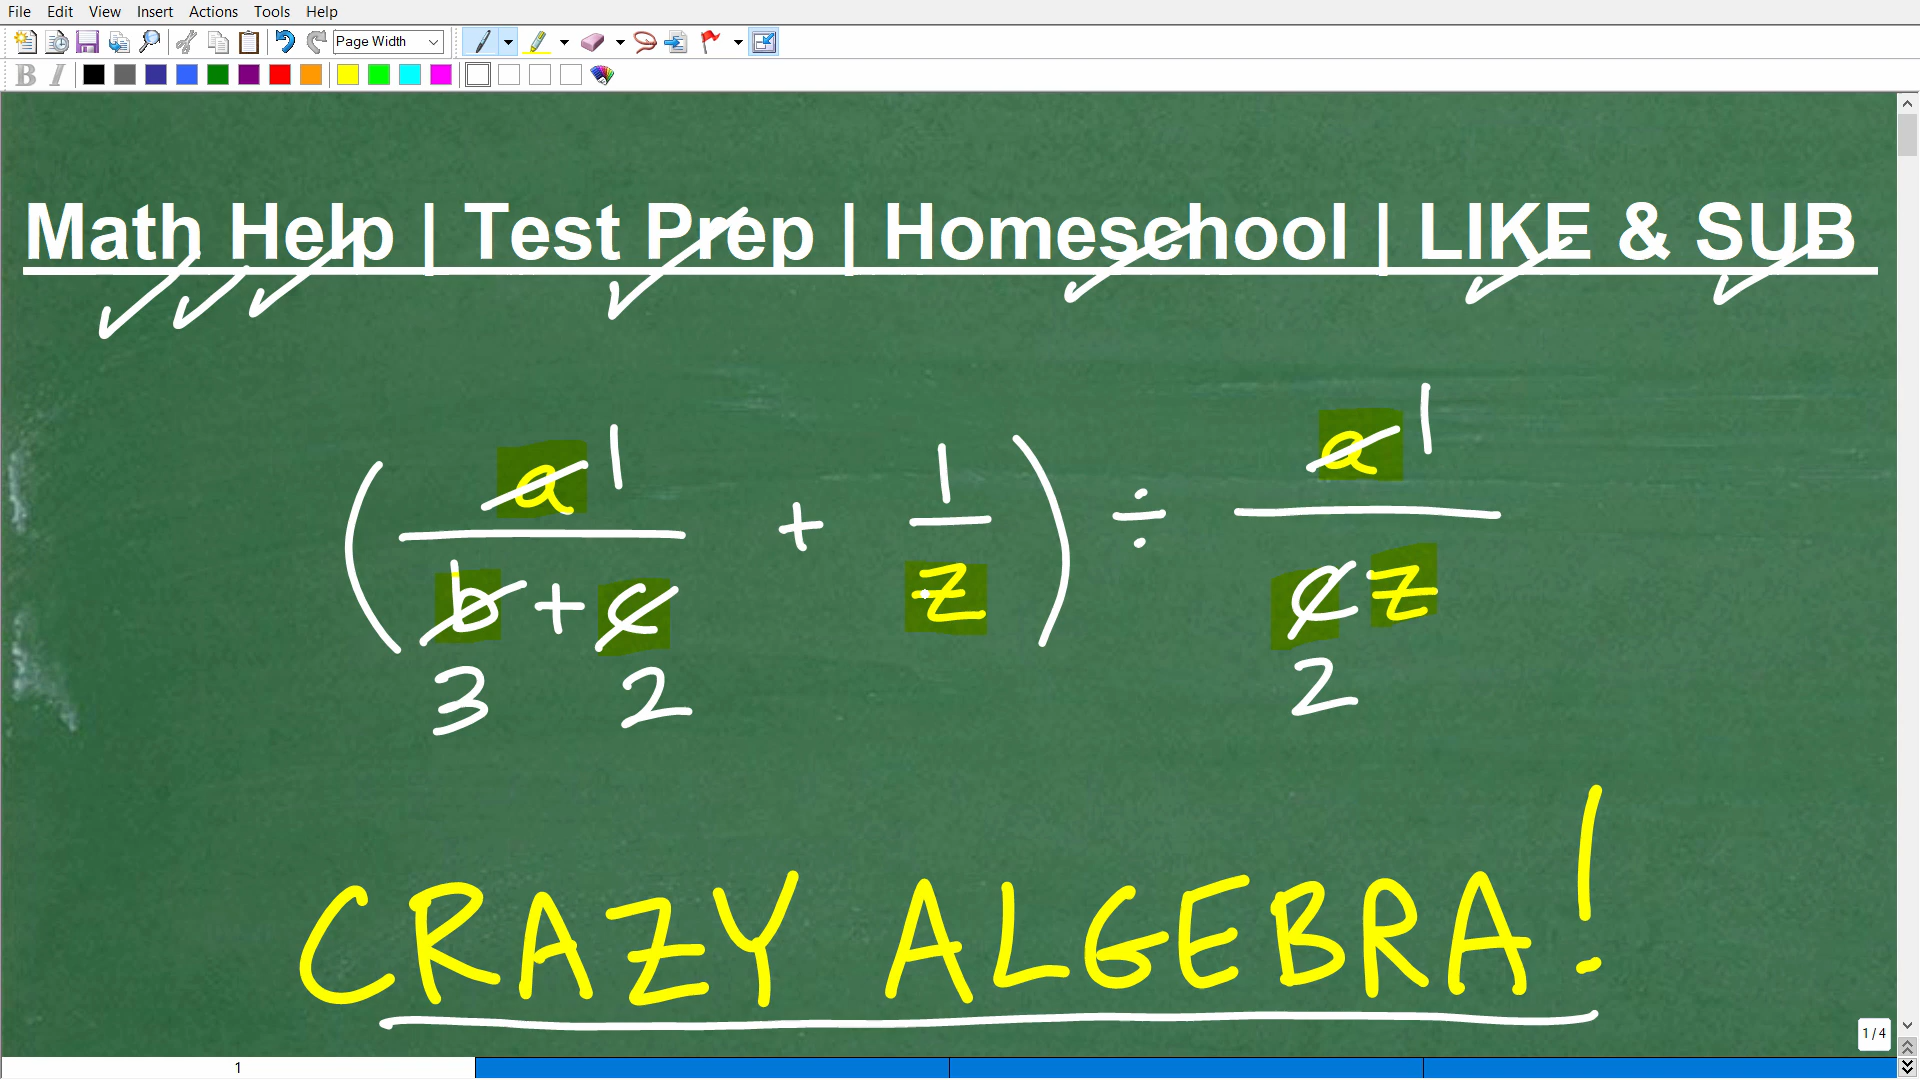 File Edit View Insert Actions Tools Help
Page Width
B I
Math Help | Test Prep | Homeschool | LIKE & SUB
( a 1 / b + c + 1 / z ) ÷ a 1 / c z
3 2 2
CRAZY ALGEBRA!
1 / 4
1